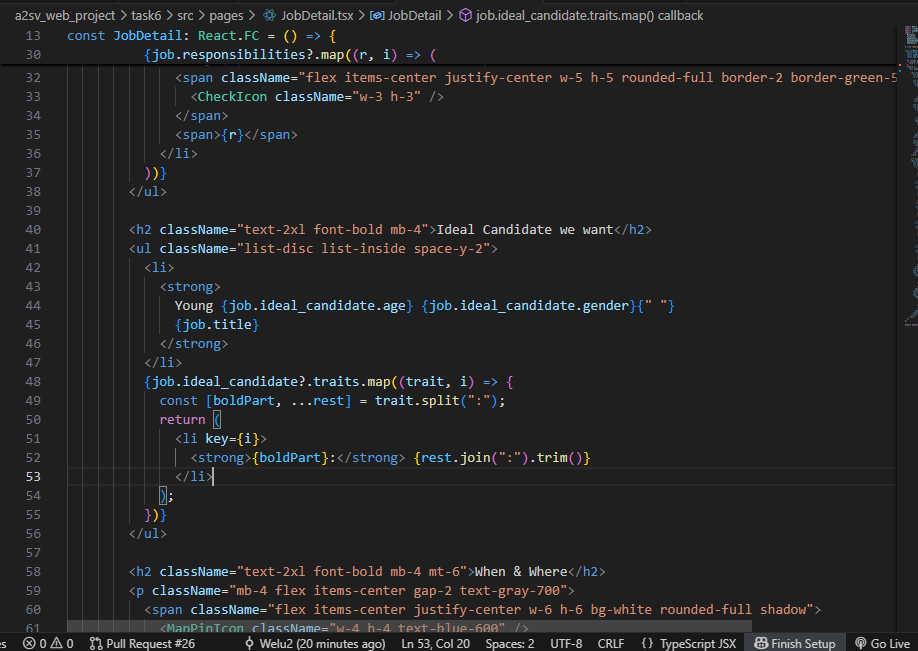 a2sv_web_project > task6 > src > pages > JobDetail.tsx > JobDetail > job.ideal_candidate.traits.map() callback
13 const JobDetail: React.FC = () => {
30 {job.responsibilities?.map((r, i) => (
32 <span className="flex items-center justify-center w-5 h-5 rounded-full border-2 border-green-5
33 <CheckIcon className="w-3 h-3" />
34 </span>
35 <span>{r}</span>
36 </li>
37 ))}
38 </ul>
39
40 <h2 className="text-2xl font-bold mb-4">Ideal Candidate we want</h2>
41 <ul className="list-disc list-inside space-y-2">
42 <li>
43 <strong>
44 Young {job.ideal_candidate.age} {job.ideal_candidate.gender}{" "}
45 {job.title}
46 </strong>
47 </li>
48 {job.ideal_candidate?.traits.map((trait, i) => {
49 const [boldPart, ...rest] = trait.split(":");
50 return (
51 <li key={i}>
52 <strong>{boldPart}:</strong> {rest.join(":").trim()}
53 </li>
54 );
55 })}
56 </ul>
57
58 <h2 className="text-2xl font-bold mb-4 mt-6">When & Where</h2>
59 <p className="mb-4 flex items-center gap-2 text-gray-700">
60 <span className="flex items-center justify-center w-6 h-6 bg-white rounded-full shadow">
61 <MapPinIcon className="w-4 h-4 text-blue-600" />
es 0 0 Pull Request #26 Welu2 (20 minutes ago) Ln 53, Col 20 Spaces: 2 UTF-8 CRLF {} TypeScript JSX Finish Setup Go Live